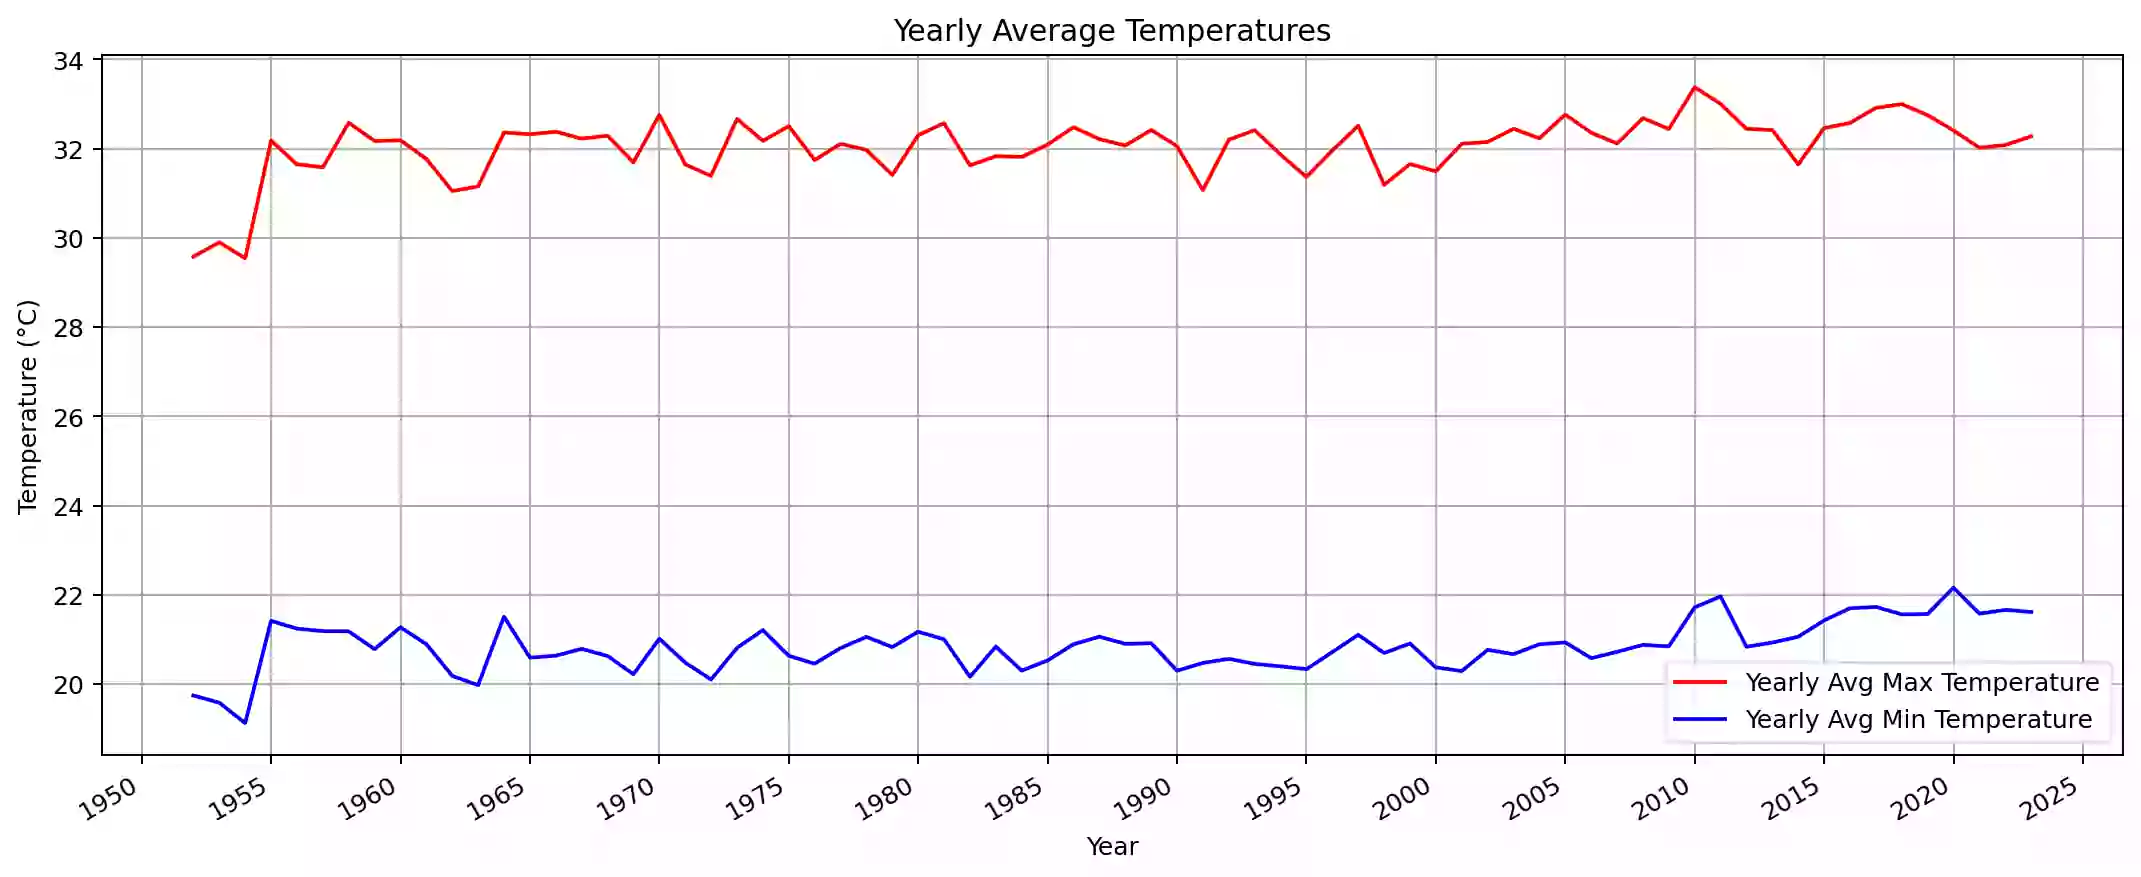 Yearly Average Temperatures
34
32
30
28
26
24
22
20
Temperature (°C)
Yearly Avg Max Temperature
Yearly Avg Min Temperature
1950 1955 1960 1965 1970 1975 1980 1985 1990 1995 2000 2005 2010 2015 2020 2025
Year